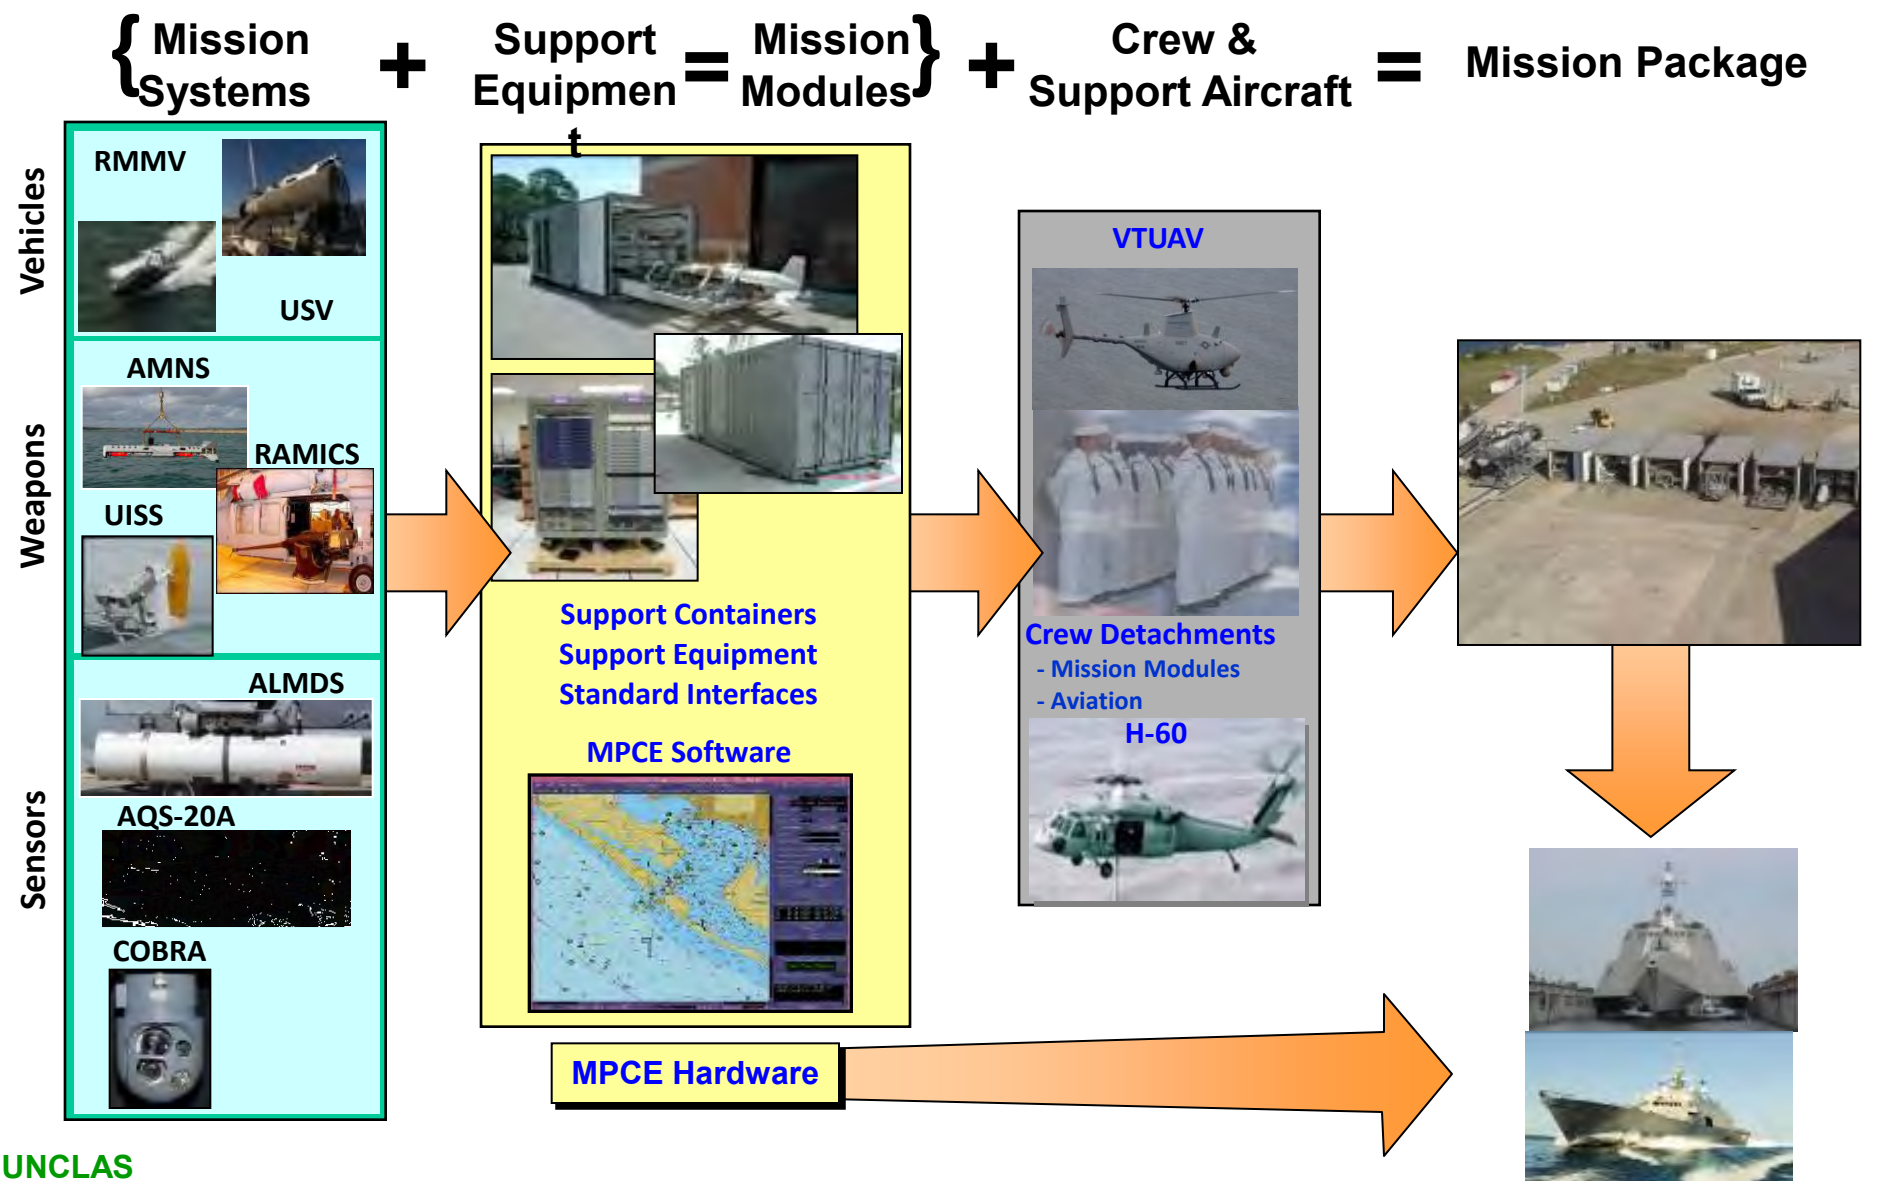 { Mission
Systems
+
Support
Equipmen
t
=
Mission }
Modules
+
Crew &
Support Aircraft
=
Mission Package
Vehicles
RMMV
USV
Weapons
AMNS
RAMICS
UISS
Sensors
ALMDS
AQS-20A
COBRA
Support Containers
Support Equipment
Standard Interfaces
MPCE Software
MPCE Hardware
VTUAV
Crew Detachments
- Mission Modules
- Aviation
H-60
UNCLAS